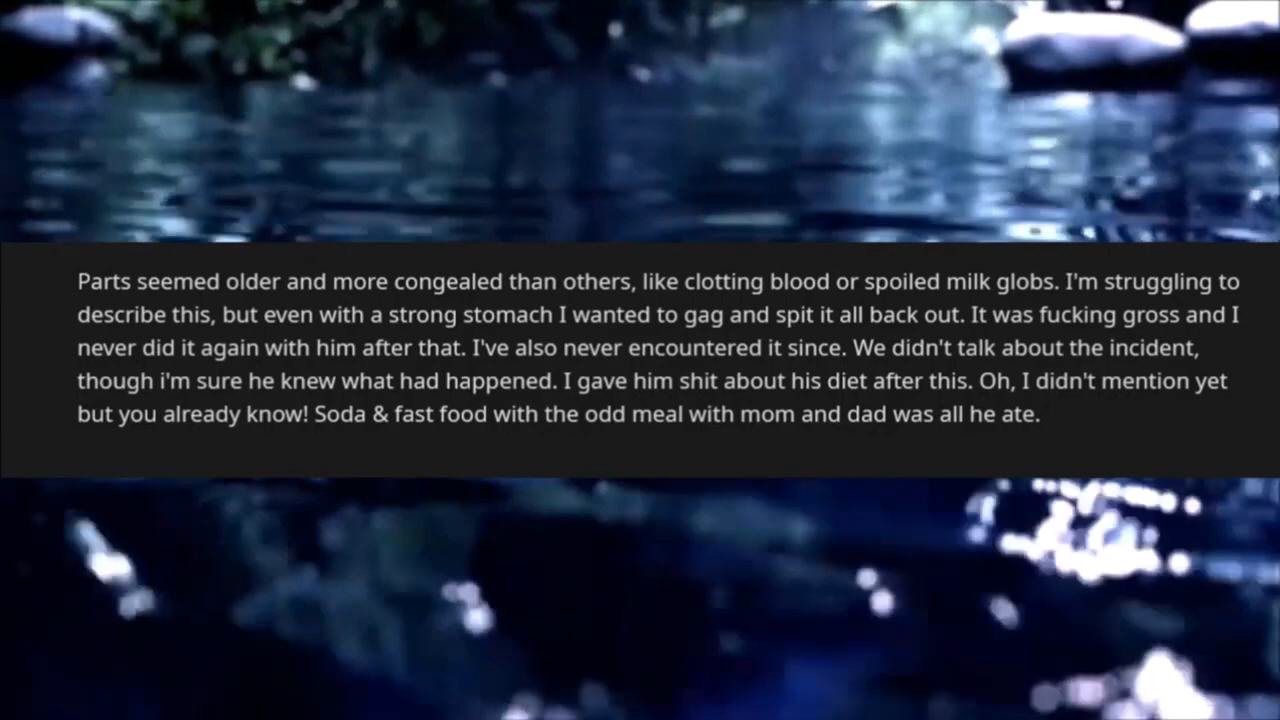 Parts seemed older and more congealed than others, like clotting blood or spoiled milk globs. I'm struggling to
describe this, but even with a strong stomach I wanted to gag and spit it all back out. It was fucking gross and I
never did it again with him after that. I've also never encountered it since. We didn't talk about the incident,
though i'm sure he knew what had happened. I gave him shit about his diet after this. Oh, I didn't mention yet
but you already know! Soda & fast food with the odd meal with mom and dad was all he ate.